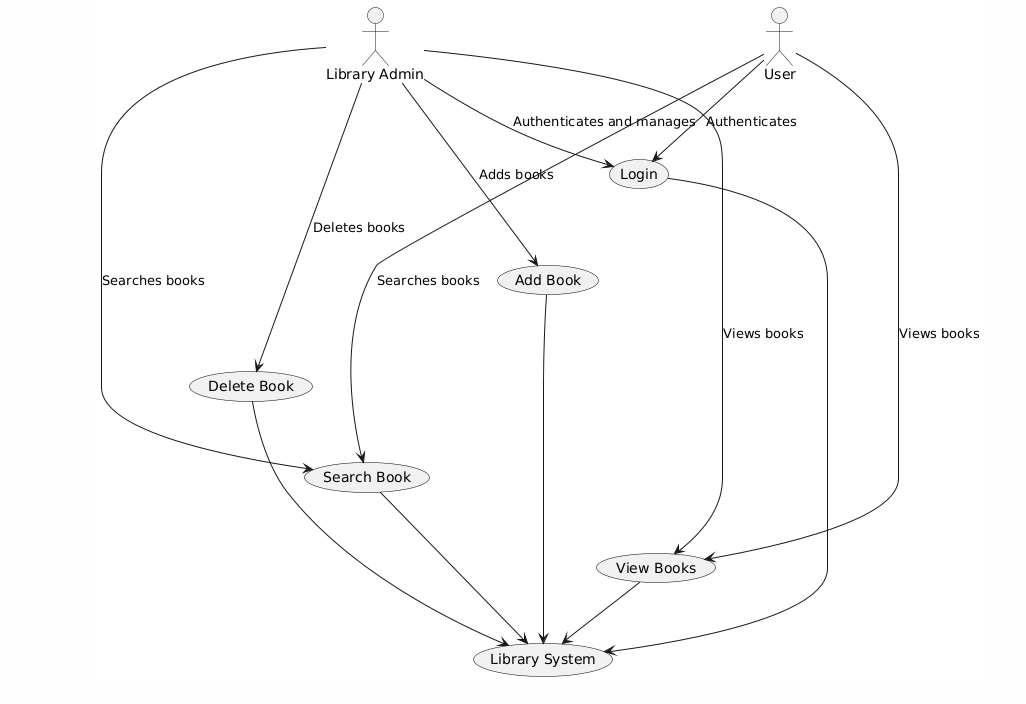 Library Admin
User
Authenticates and manages
Authenticates
Adds books
Login
Deletes books
Searches books
Searches books
Add Book
Views books
Views books
Delete Book
Search Book
View Books
Library System